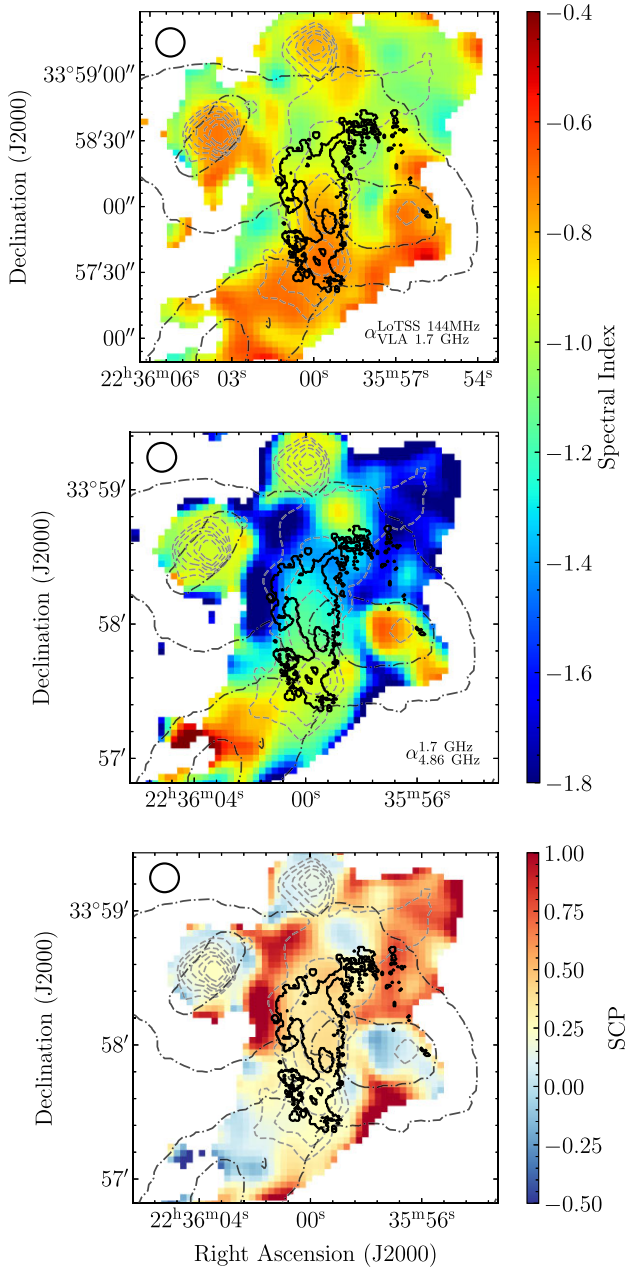 33°59′00″
58′30″
00″
57′30″
00″
Declination (J2000)
α LoTSS 144MHz
VLA 1.7 GHz
22ʰ36ᵐ06ˢ 03ˢ 00ˢ 35ᵐ57ˢ 54ˢ
33°59′
58′
57′
Declination (J2000)
α 1.7 GHz
4.86 GHz
22ʰ36ᵐ04ˢ 00ˢ 35ᵐ56ˢ
−0.4
−0.6
−0.8
−1.0
−1.2
−1.4
−1.6
−1.8
Spectral Index
33°59′
58′
57′
Declination (J2000)
22ʰ36ᵐ04ˢ 00ˢ 35ᵐ56ˢ
Right Ascension (J2000)
1.00
0.75
0.50
0.25
0.00
−0.25
−0.50
SCP